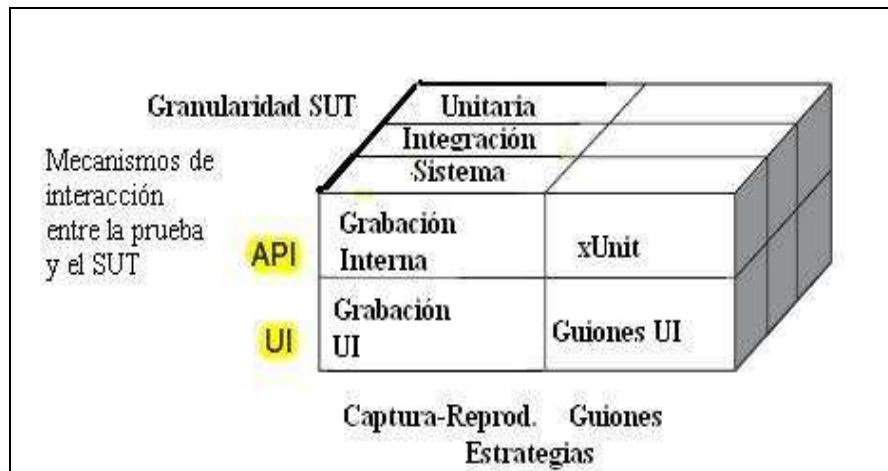 Granularidad SUT
Unitaria
Integración
Sistema
Mecanismos de
interacción
entre la prueba
y el SUT
API
UI
Grabación
Interna
xUnit
Grabación
UI
Guiones UI
Captura-Reprod. Guiones
Estrategias